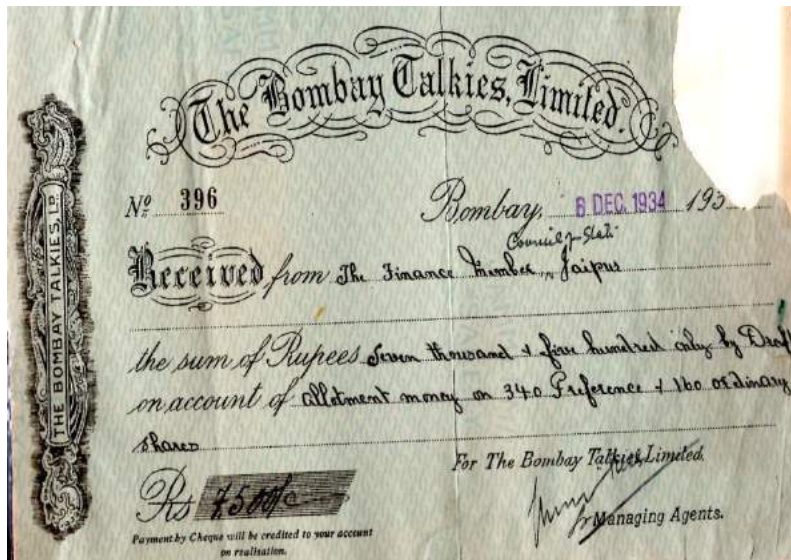 The Bombay Talkies, Limited.
THE BOMBAY TALKIES, LD.
No 396
Bombay, 6 DEC. 1934 193
Council of State
Received from The Finance Member, Jaipur
the sum of Rupees Seven thousand & five hundred only by Draft
on account of allotment money on 340 Preference & 160 ordinary
shares
For The Bombay Talkies, Limited,
Rs 7500/-
Managing Agents.
Payment by Cheque will be credited to your account
on realisation.